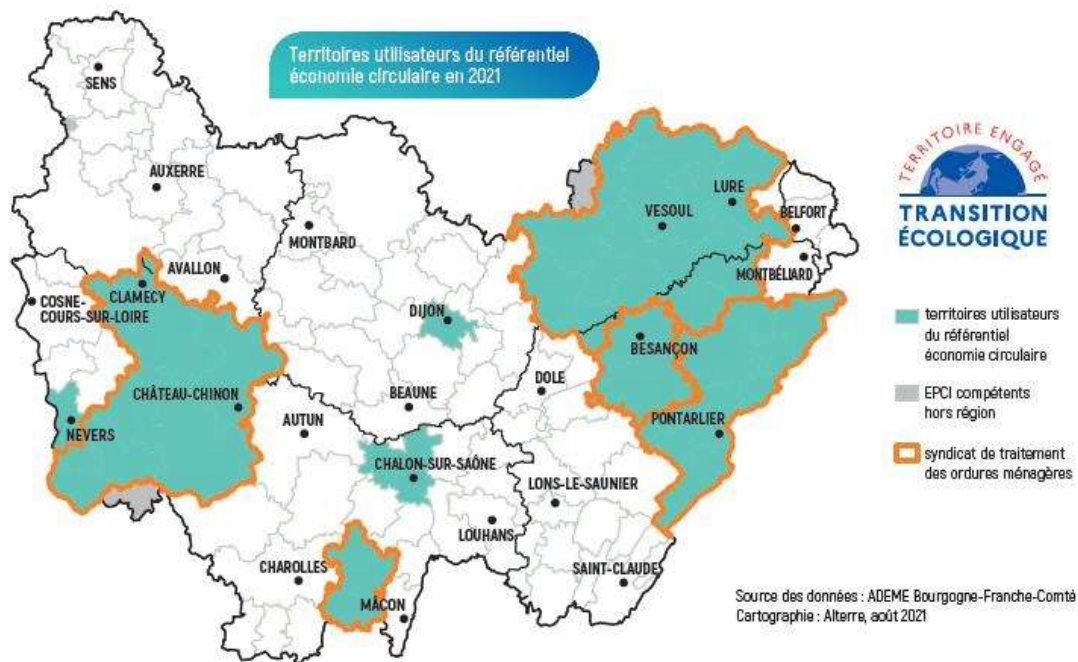 Territoires utilisateurs du référentiel
économie circulaire en 2021
SENS
AUXERRE
MONTBARD
AVALLON
CLAMECY
COSNE-
COURS-SUR-LOIRE
CHÂTEAU-CHINON
NEVERS
DIJON
BEAUNE
AUTUN
CHALON-SUR-SAÔNE
LOUHANS
CHAROLLES
MÂCON
LURE
VESOUL
BELFORT
MONTBÉLIARD
BESANÇON
DOLE
PONTARLIER
LONS-LE-SAUNIER
SAINT-CLAUDE
TERRITOIRE ENGAGÉ
TRANSITION
ÉCOLOGIQUE
territoires utilisateurs
du référentiel
économie circulaire
EPCI compétents
hors région
syndicat de traitement
des ordures ménagères
Source des données : ADEME Bourgogne-Franche-Comté
Cartographie : Alterre, août 2021